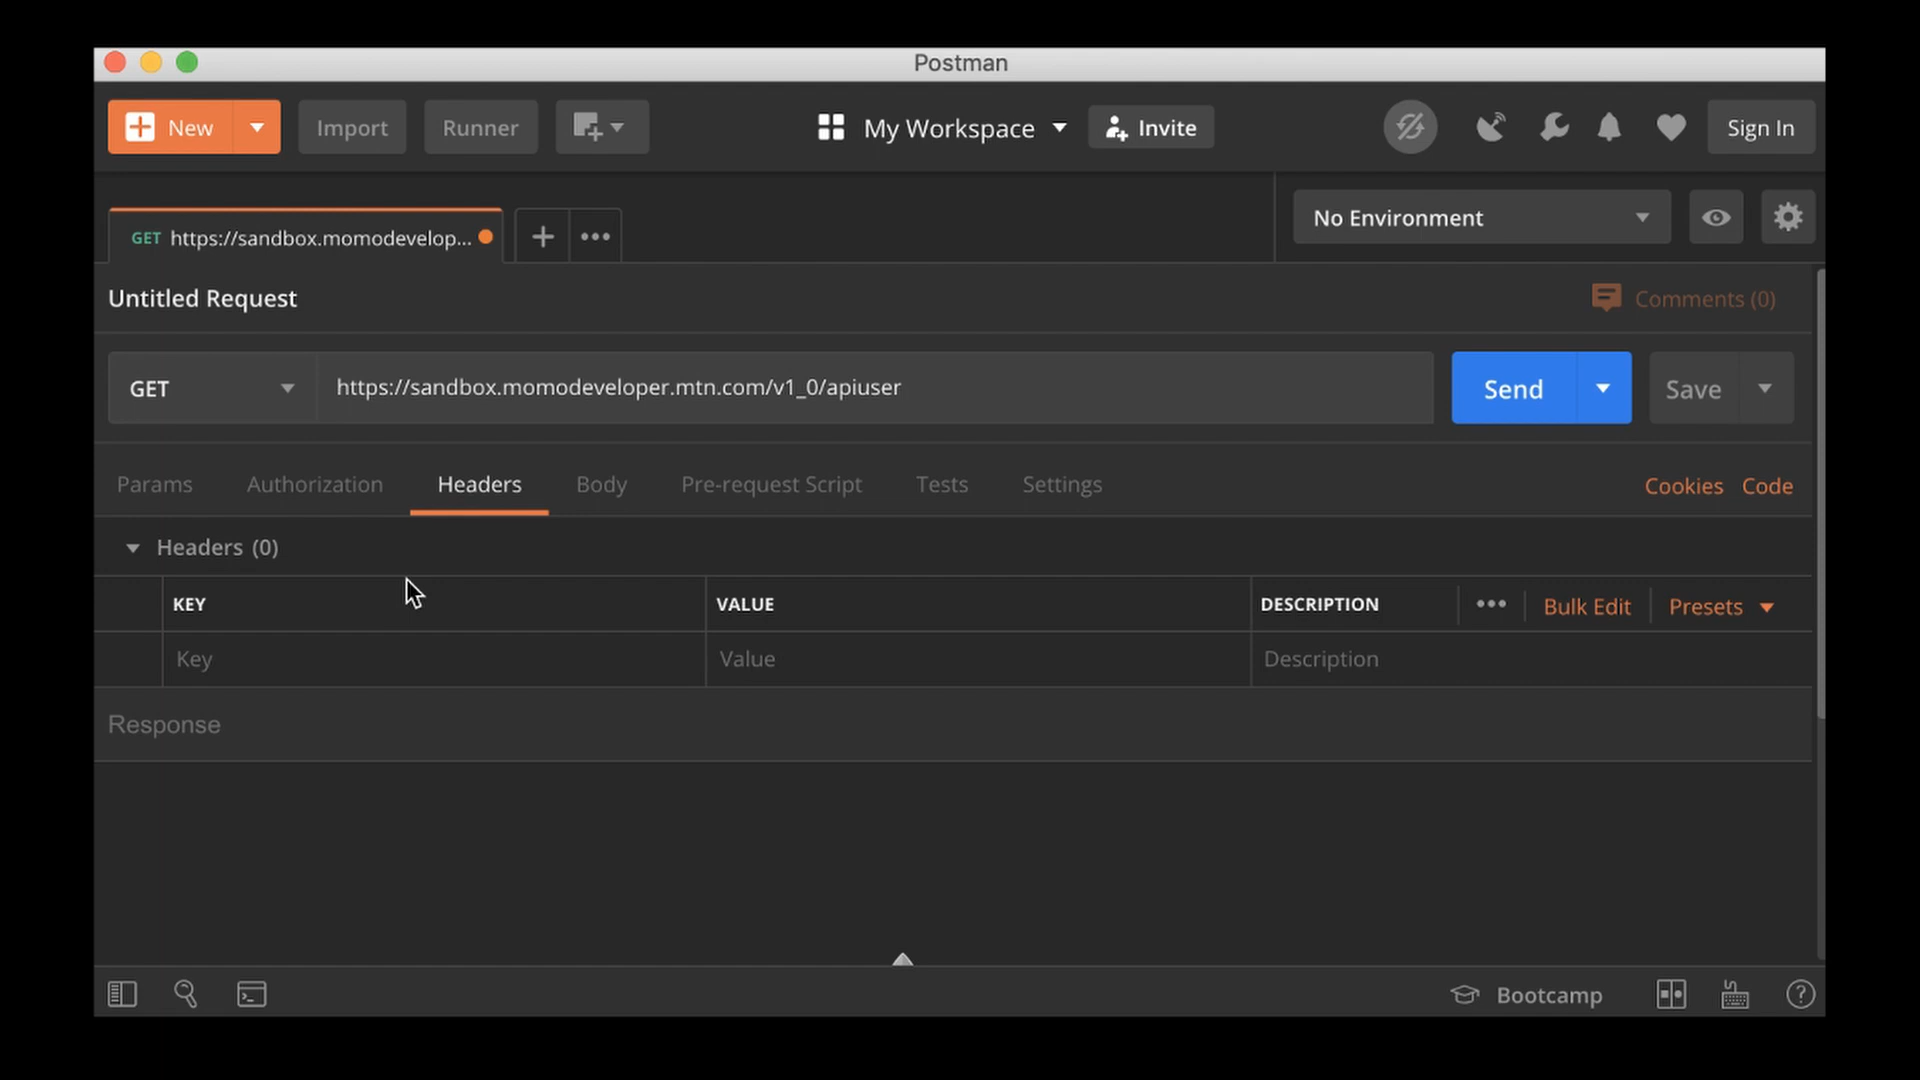 Postman
New Import Runner My Workspace Invite Sign In
GET https://sandbox.momodevelop... No Environment
Untitled Request Comments (0)
GET https://sandbox.momodeveloper.mtn.com/v1_0/apiuser Send Save
Params Authorization Headers Body Pre-request Script Tests Settings Cookies Code
Headers (0)
KEY VALUE DESCRIPTION ••• Bulk Edit Presets
Key Value Description
Response
Bootcamp